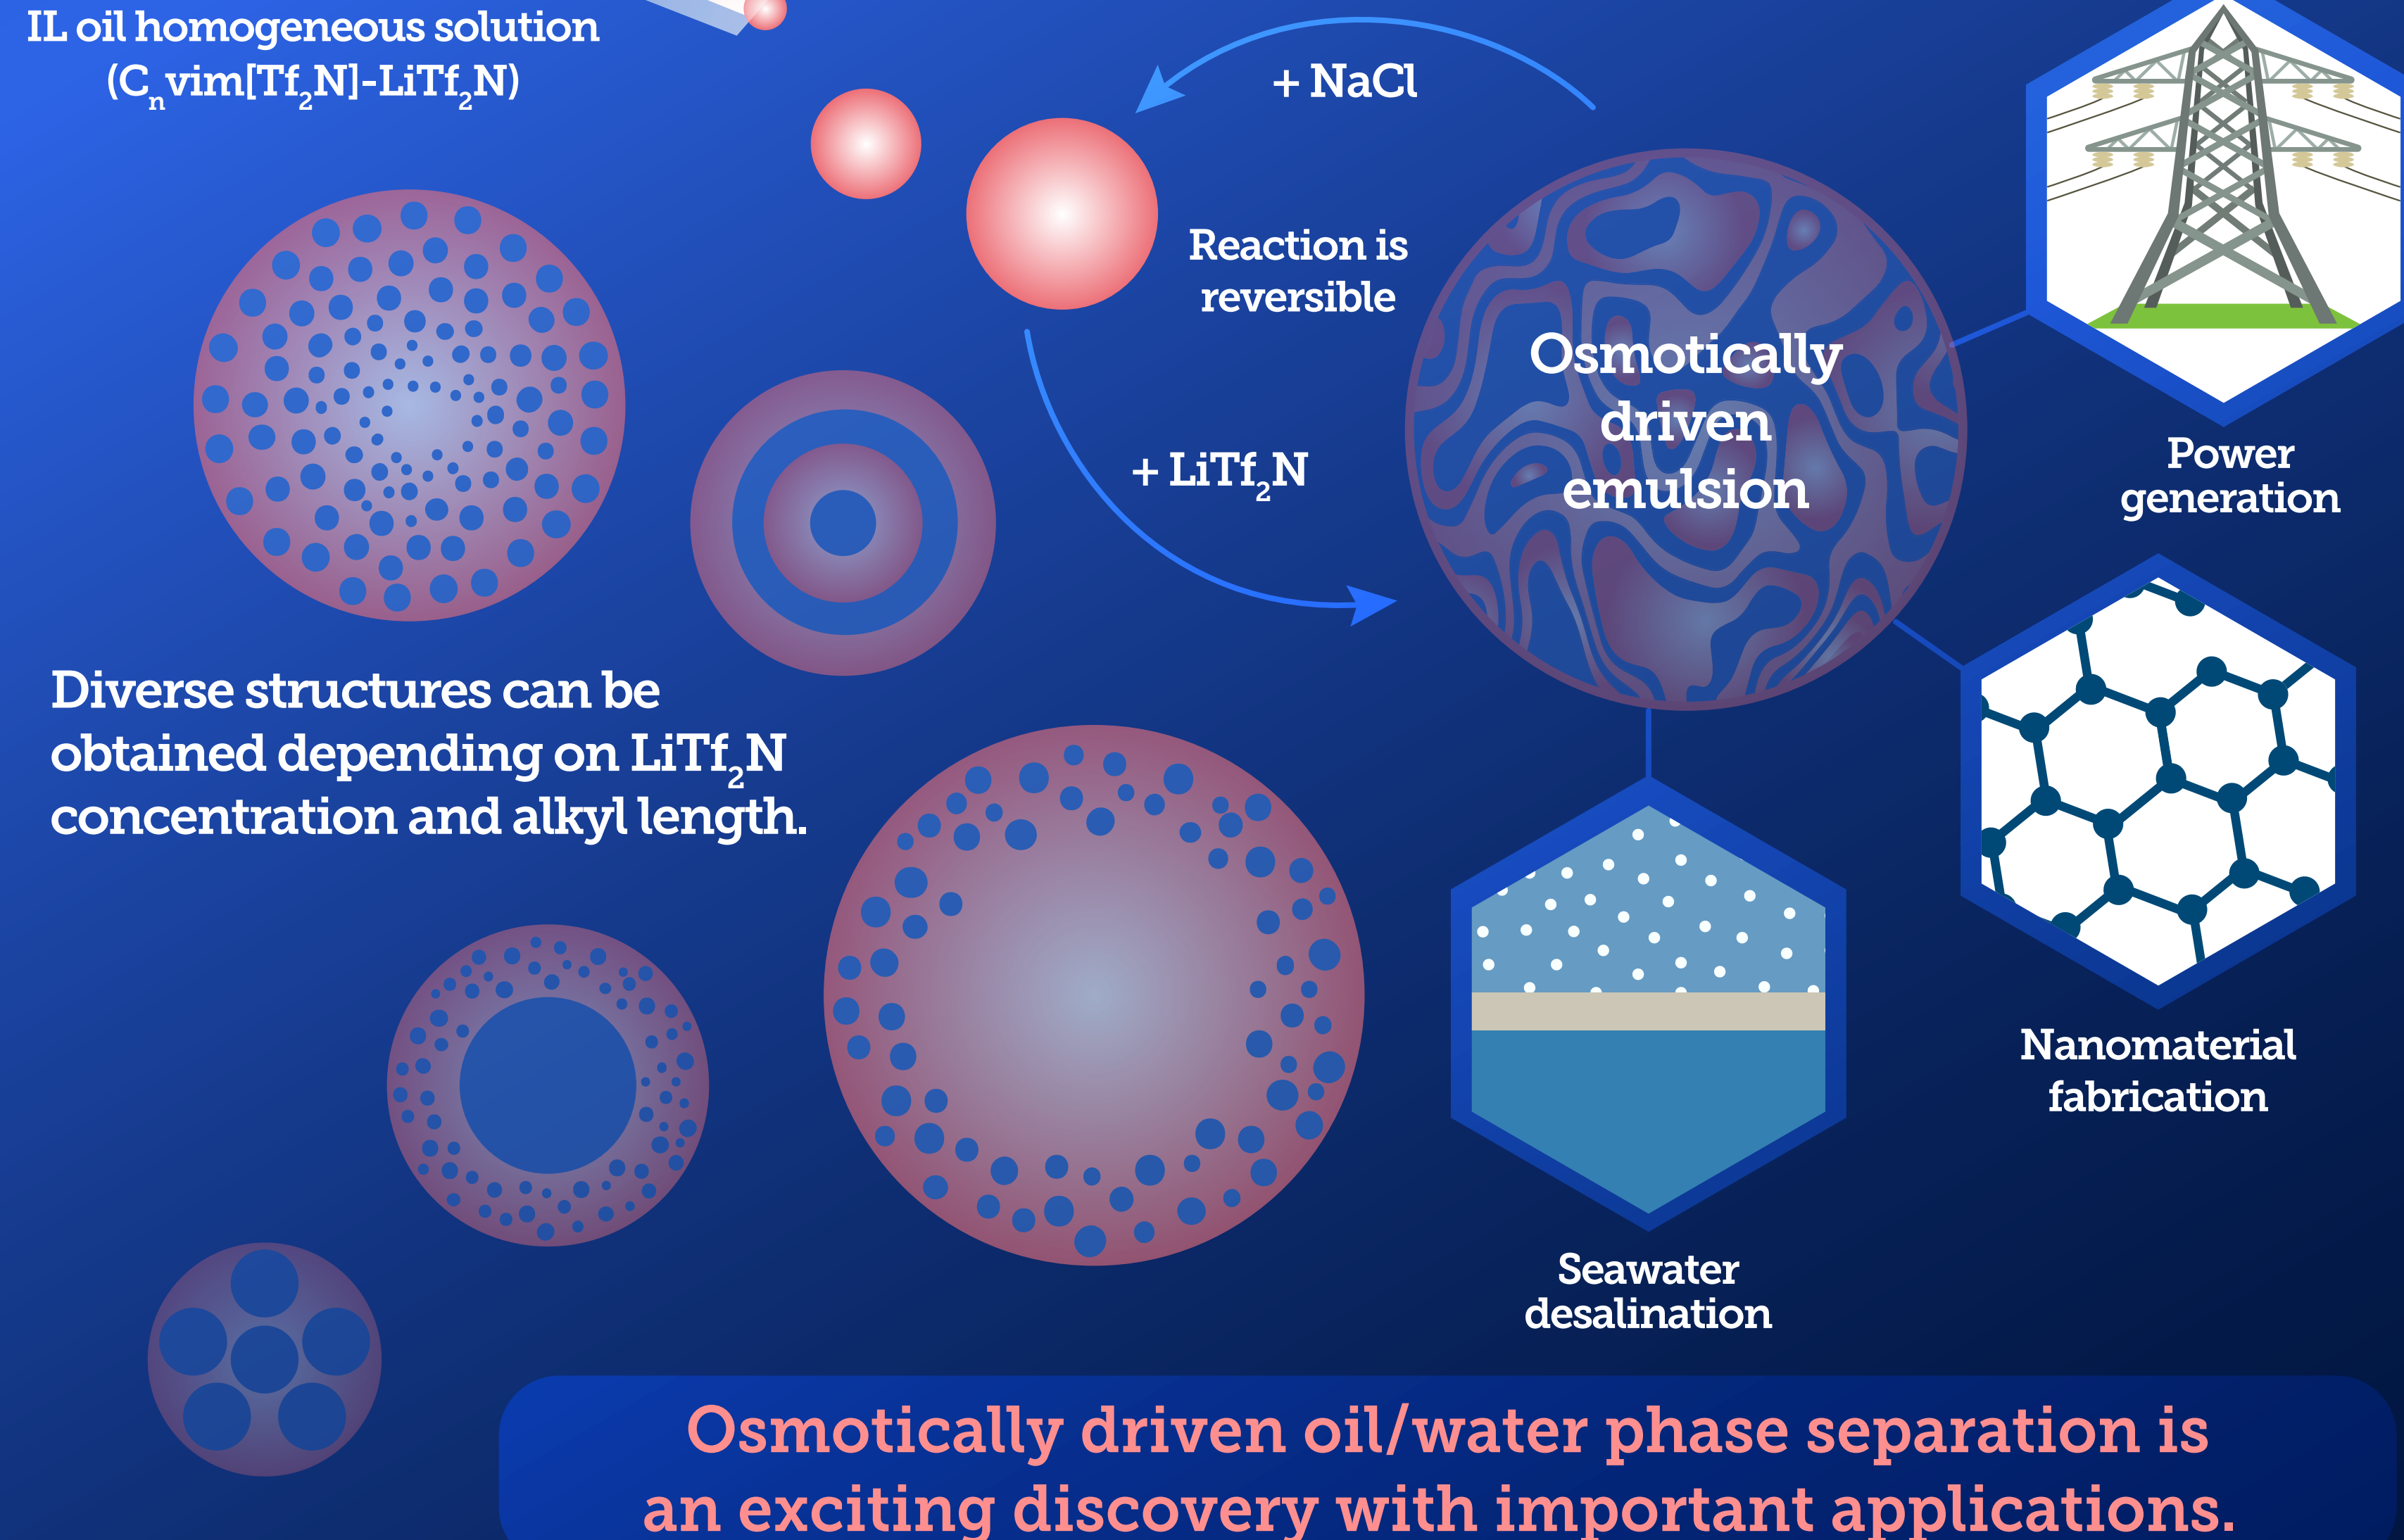 IL oil homogeneous solution
(Cₙvim[Tf₂N]-LiTf₂N)
+ NaCl
Reaction is
reversible
+ LiTf₂N
Osmotically
driven
emulsion
Power
generation
Diverse structures can be
obtained depending on LiTf₂N
concentration and alkyl length.
Nanomaterial
fabrication
Seawater
desalination
Osmotically driven oil/water phase separation is
an exciting discovery with important applications.